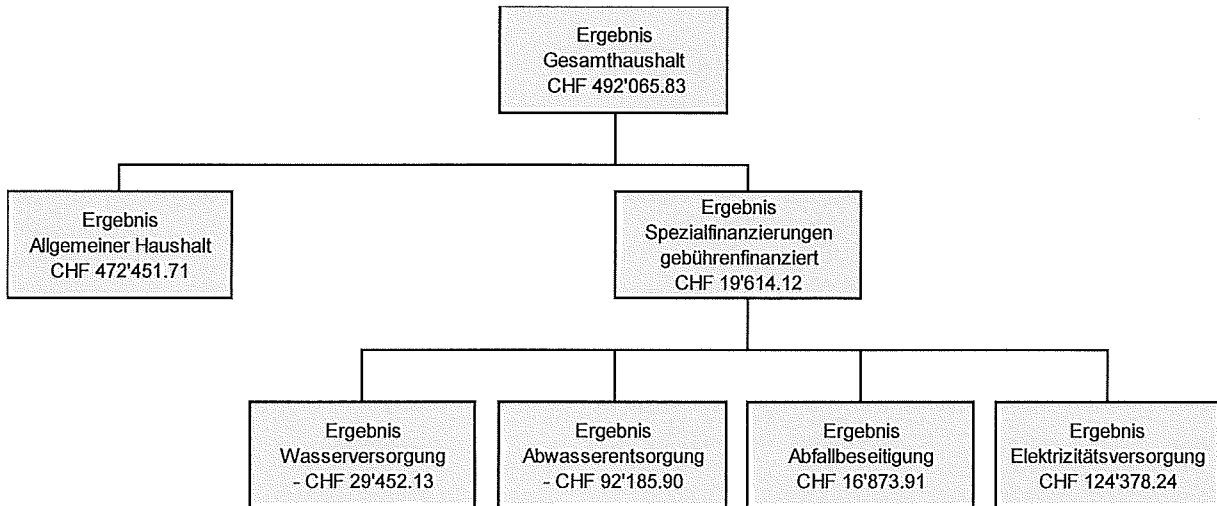 Ergebnis
Gesamthaushalt
CHF 492'065.83
Ergebnis
Allgemeiner Haushalt
CHF 472'451.71
Ergebnis
Spezialfinanzierungen
gebührenfinanziert
CHF 19'614.12
Ergebnis
Wasserversorgung
- CHF 29'452.13
Ergebnis
Abwasserentsorgung
- CHF 92'185.90
Ergebnis
Abfallbeseitigung
CHF 16'873.91
Ergebnis
Elektrizitätsversorgung
CHF 124'378.24